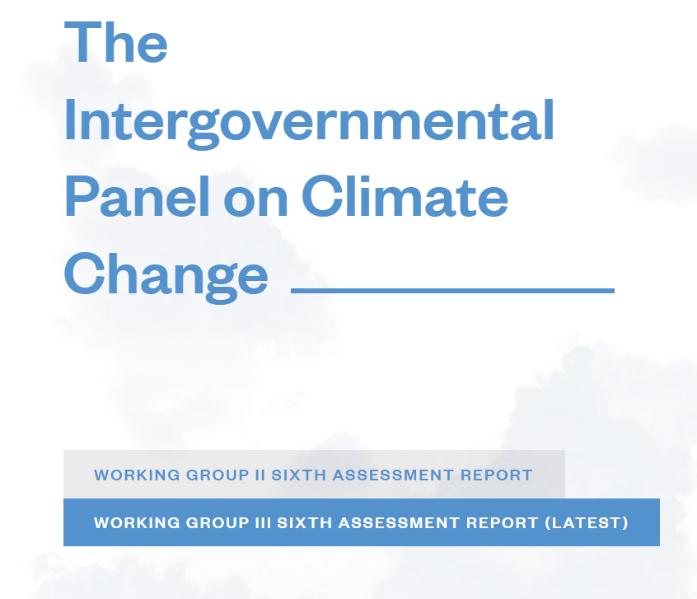 The
Intergovernmental
Panel on Climate
Change
WORKING GROUP II SIXTH ASSESSMENT REPORT
WORKING GROUP III SIXTH ASSESSMENT REPORT (LATEST)